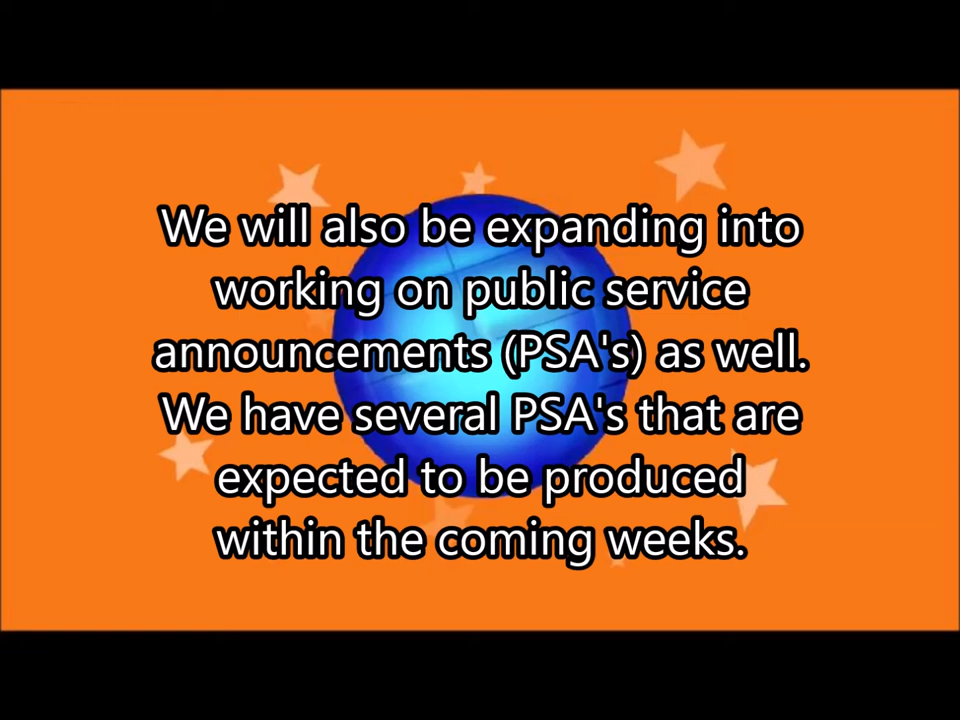 We will also be expanding into
working on public service
announcements (PSA's) as well.
We have several PSA's that are
expected to be produced
within the coming weeks.